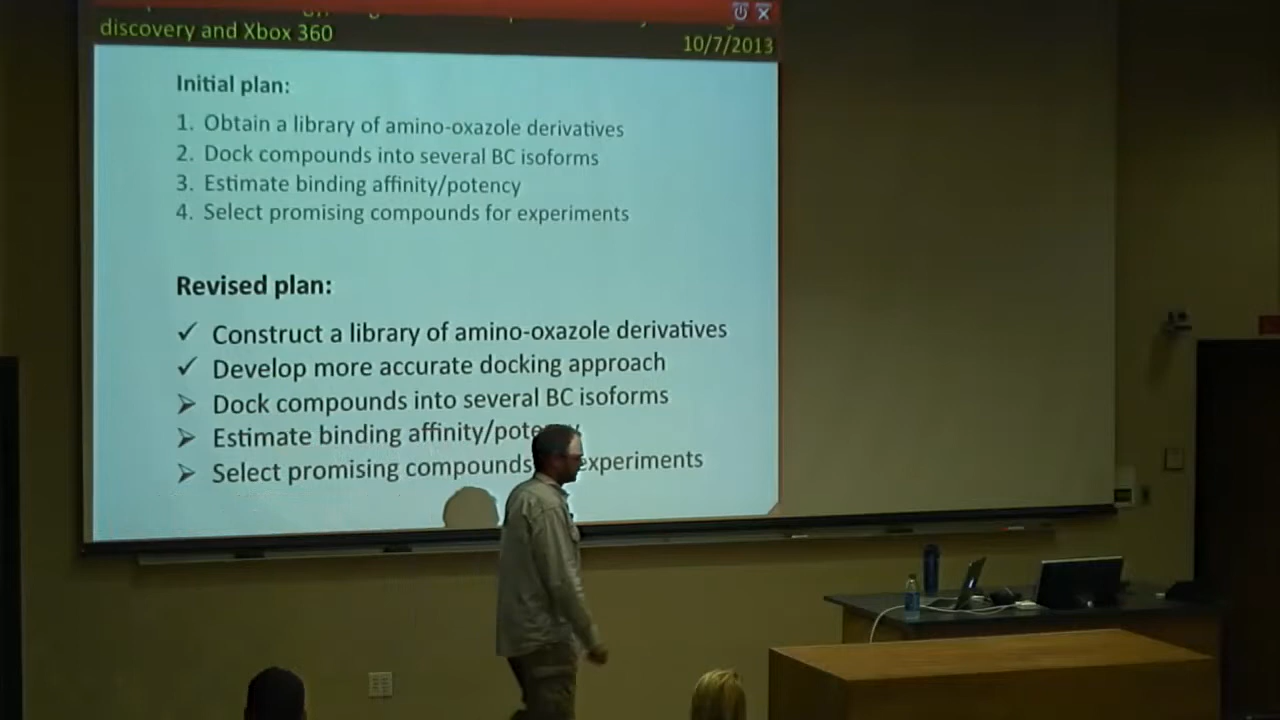 discovery and Xbox 360
10/7/2013
Initial plan:
1. Obtain a library of amino-oxazole derivatives
2. Dock compounds into several BC isoforms
3. Estimate binding affinity/potency
4. Select promising compounds for experiments
Revised plan:
✓ Construct a library of amino-oxazole derivatives
✓ Develop more accurate docking approach
➢ Dock compounds into several BC isoforms
➢ Estimate binding affinity/pote
➢ Select promising compounds experiments